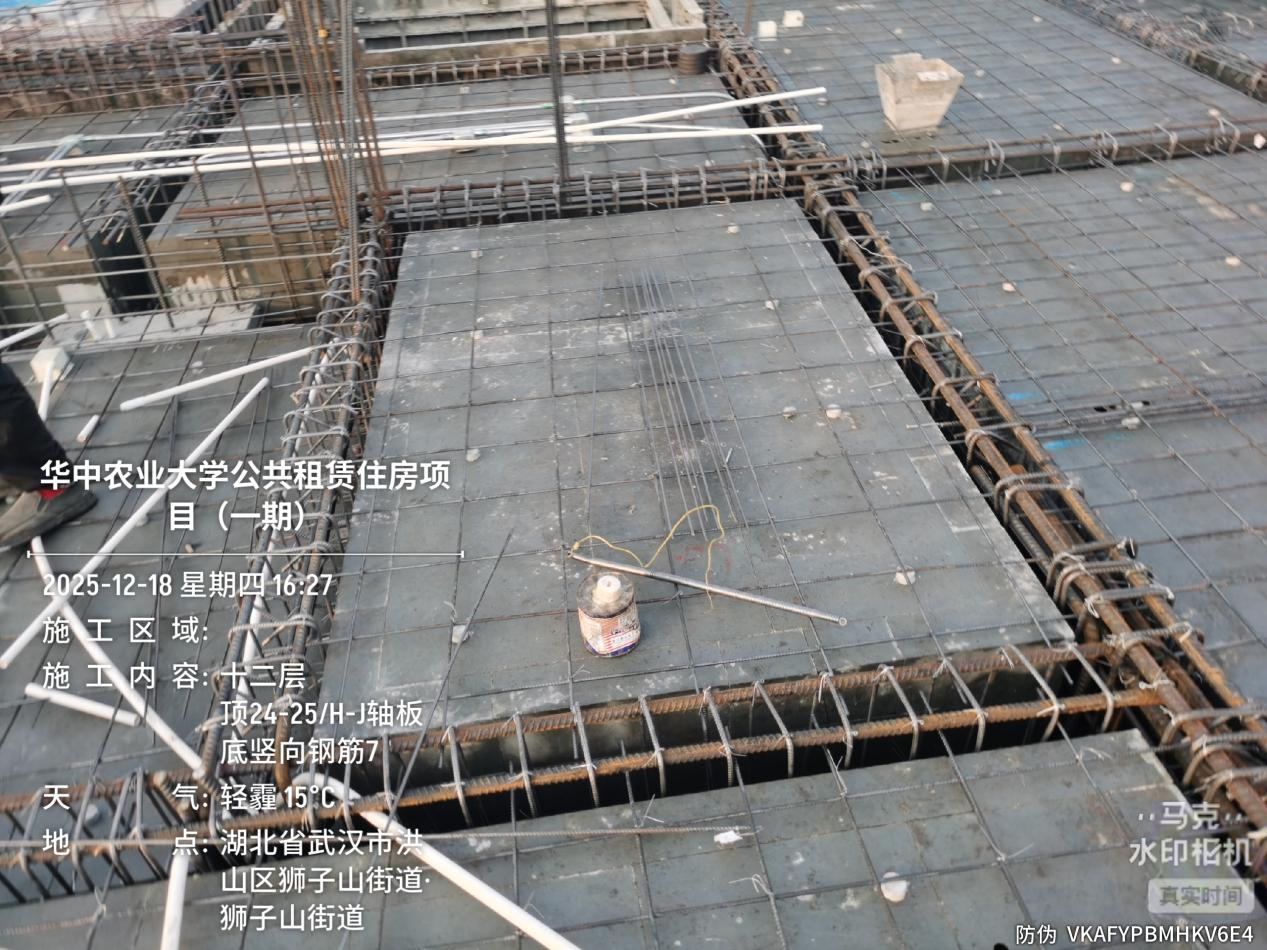 华中农业大学公共租赁住房项
目（一期）
2025-12-18 星期四 16:27
施工区域:
施工内容: 十二层
顶24-25/H-J轴板
底竖向钢筋7
天气: 轻霾 15℃
地点: 湖北省武汉市洪
山区狮子山街道·
狮子山街道
马克
水印相机
真实时间
防伪 VKAFYPBMHKV6E4